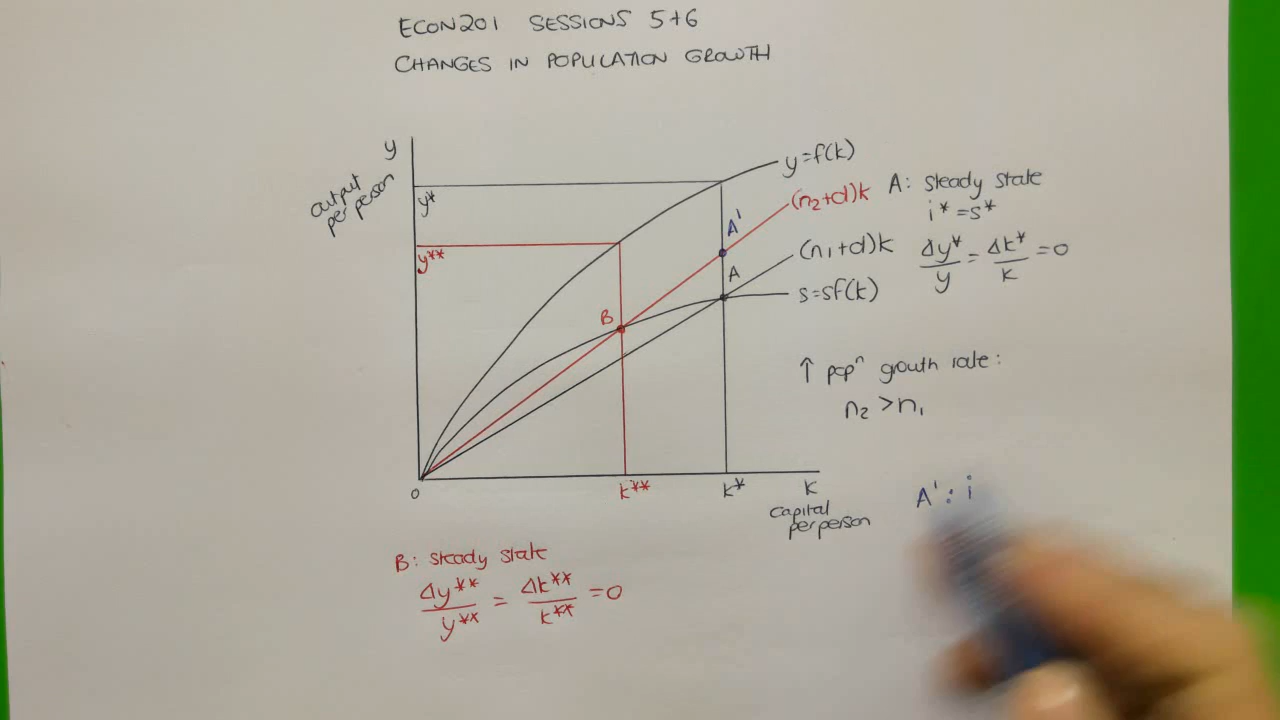 ECON201 SESSIONS 5+6
CHANGES IN POPULATION GROWTH
y
output
per person
y=f(k)
(n₂+d)k
A: steady state
i* = s*
y*
A'
(n₁+d)k
Δy*/y = Δk*/k = 0
y**
A
s=sf(k)
B
↑ popⁿ growth rate:
n₂ > n₁
0
k**
k*
k
capital
per person
A': i
B: steady state
Δy**/y** = Δk**/k** = 0